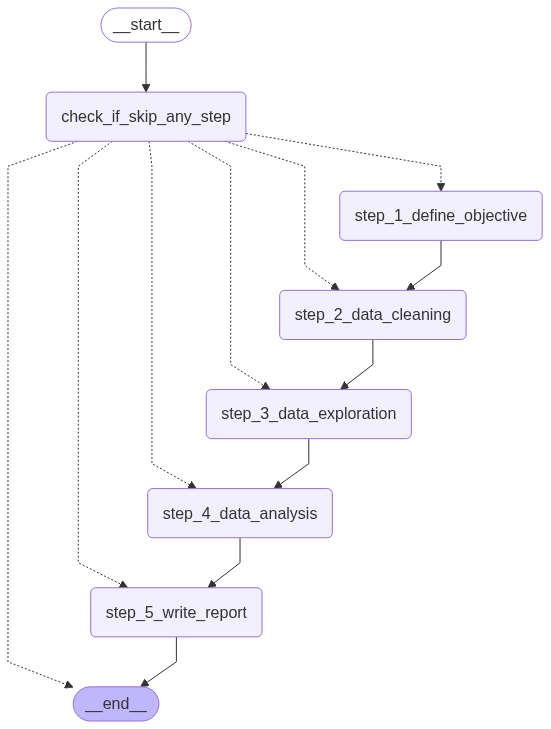 __start__
check_if_skip_any_step
step_1_define_objective
step_2_data_cleaning
step_3_data_exploration
step_4_data_analysis
step_5_write_report
__end__